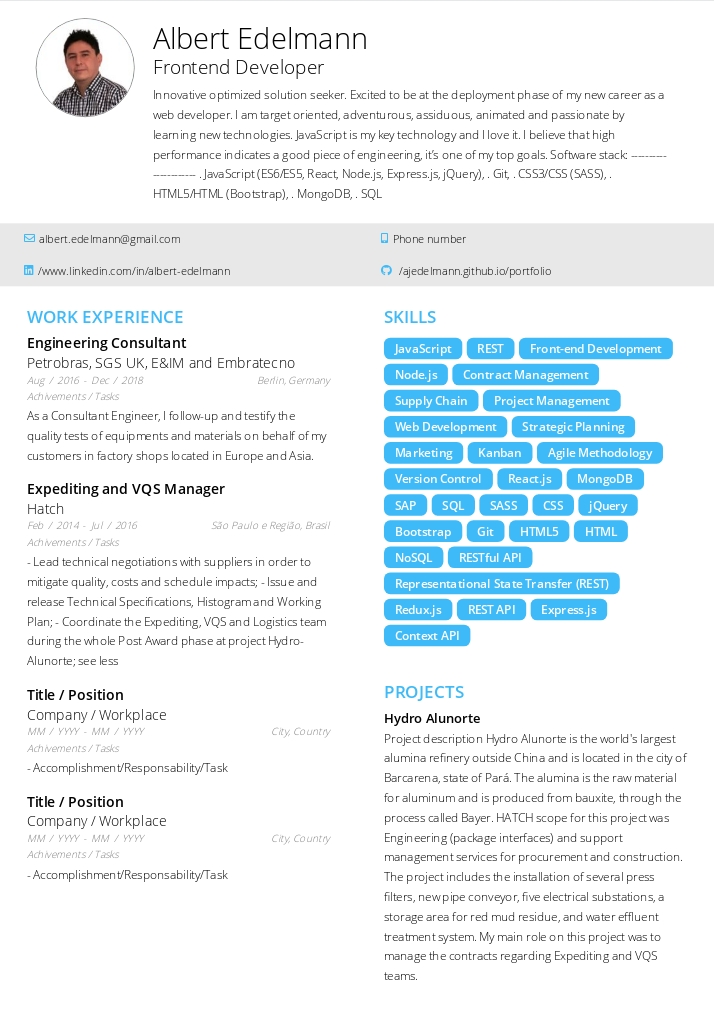 Albert Edelmann
Frontend Developer
Innovative optimized solution seeker. Excited to be at the deployment phase of my new career as a
web developer. I am target oriented, adventurous, assiduous, animated and passionate by
learning new technologies. JavaScript is my key technology and I love it. I believe that high
performance indicates a good piece of engineering, it's one of my top goals. Software stack: ----------
------------ . JavaScript (ES6/ES5, React, Node.js, Express.js, jQuery), . Git, . CSS3/CSS (SASS), .
HTML5/HTML (Bootstrap), . MongoDB, . SQL
albert.edelmann@gmail.com
Phone number
/www.linkedin.com/in/albert-edelmann
/ajedelmann.github.io/portfolio
WORK EXPERIENCE
Engineering Consultant
Petrobras, SGS UK, E&IM and Embratecno
Aug / 2016 - Dec / 2018 Berlin, Germany
Achivements / Tasks
As a Consultant Engineer, I follow-up and testify the
quality tests of equipments and materials on behalf of my
customers in factory shops located in Europe and Asia.
Expediting and VQS Manager
Hatch
Feb / 2014 - Jul / 2016 São Paulo e Região, Brasil
Achivements / Tasks
- Lead technical negotiations with suppliers in order to
mitigate quality, costs and schedule impacts; - Issue and
release Technical Specifications, Histogram and Working
Plan; - Coordinate the Expediting, VQS and Logistics team
during the whole Post Award phase at project Hydro-
Alunorte; see less
Title / Position
Company / Workplace
MM / YYYY - MM / YYYY City, Country
Achivements / Tasks
- Accomplishment/Responsability/Task
Title / Position
Company / Workplace
MM / YYYY - MM / YYYY City, Country
Achivements / Tasks
- Accomplishment/Responsability/Task
SKILLS
JavaScript REST Front-end Development
Node.js Contract Management
Supply Chain Project Management
Web Development Strategic Planning
Marketing Kanban Agile Methodology
Version Control React.js MongoDB
SAP SQL SASS CSS jQuery
Bootstrap Git HTML5 HTML
NoSQL RESTful API
Representational State Transfer (REST)
Redux.js REST API Express.js
Context API
PROJECTS
Hydro Alunorte
Project description Hydro Alunorte is the world's largest
alumina refinery outside China and is located in the city of
Barcarena, state of Pará. The alumina is the raw material
for aluminum and is produced from bauxite, through the
process called Bayer. HATCH scope for this project was
Engineering (package interfaces) and support
management services for procurement and construction.
The project includes the installation of several press
filters, new pipe conveyor, five electrical substations, a
storage area for red mud residue, and water effluent
treatment system. My main role on this project was to
manage the contracts regarding Expediting and VQS
teams.